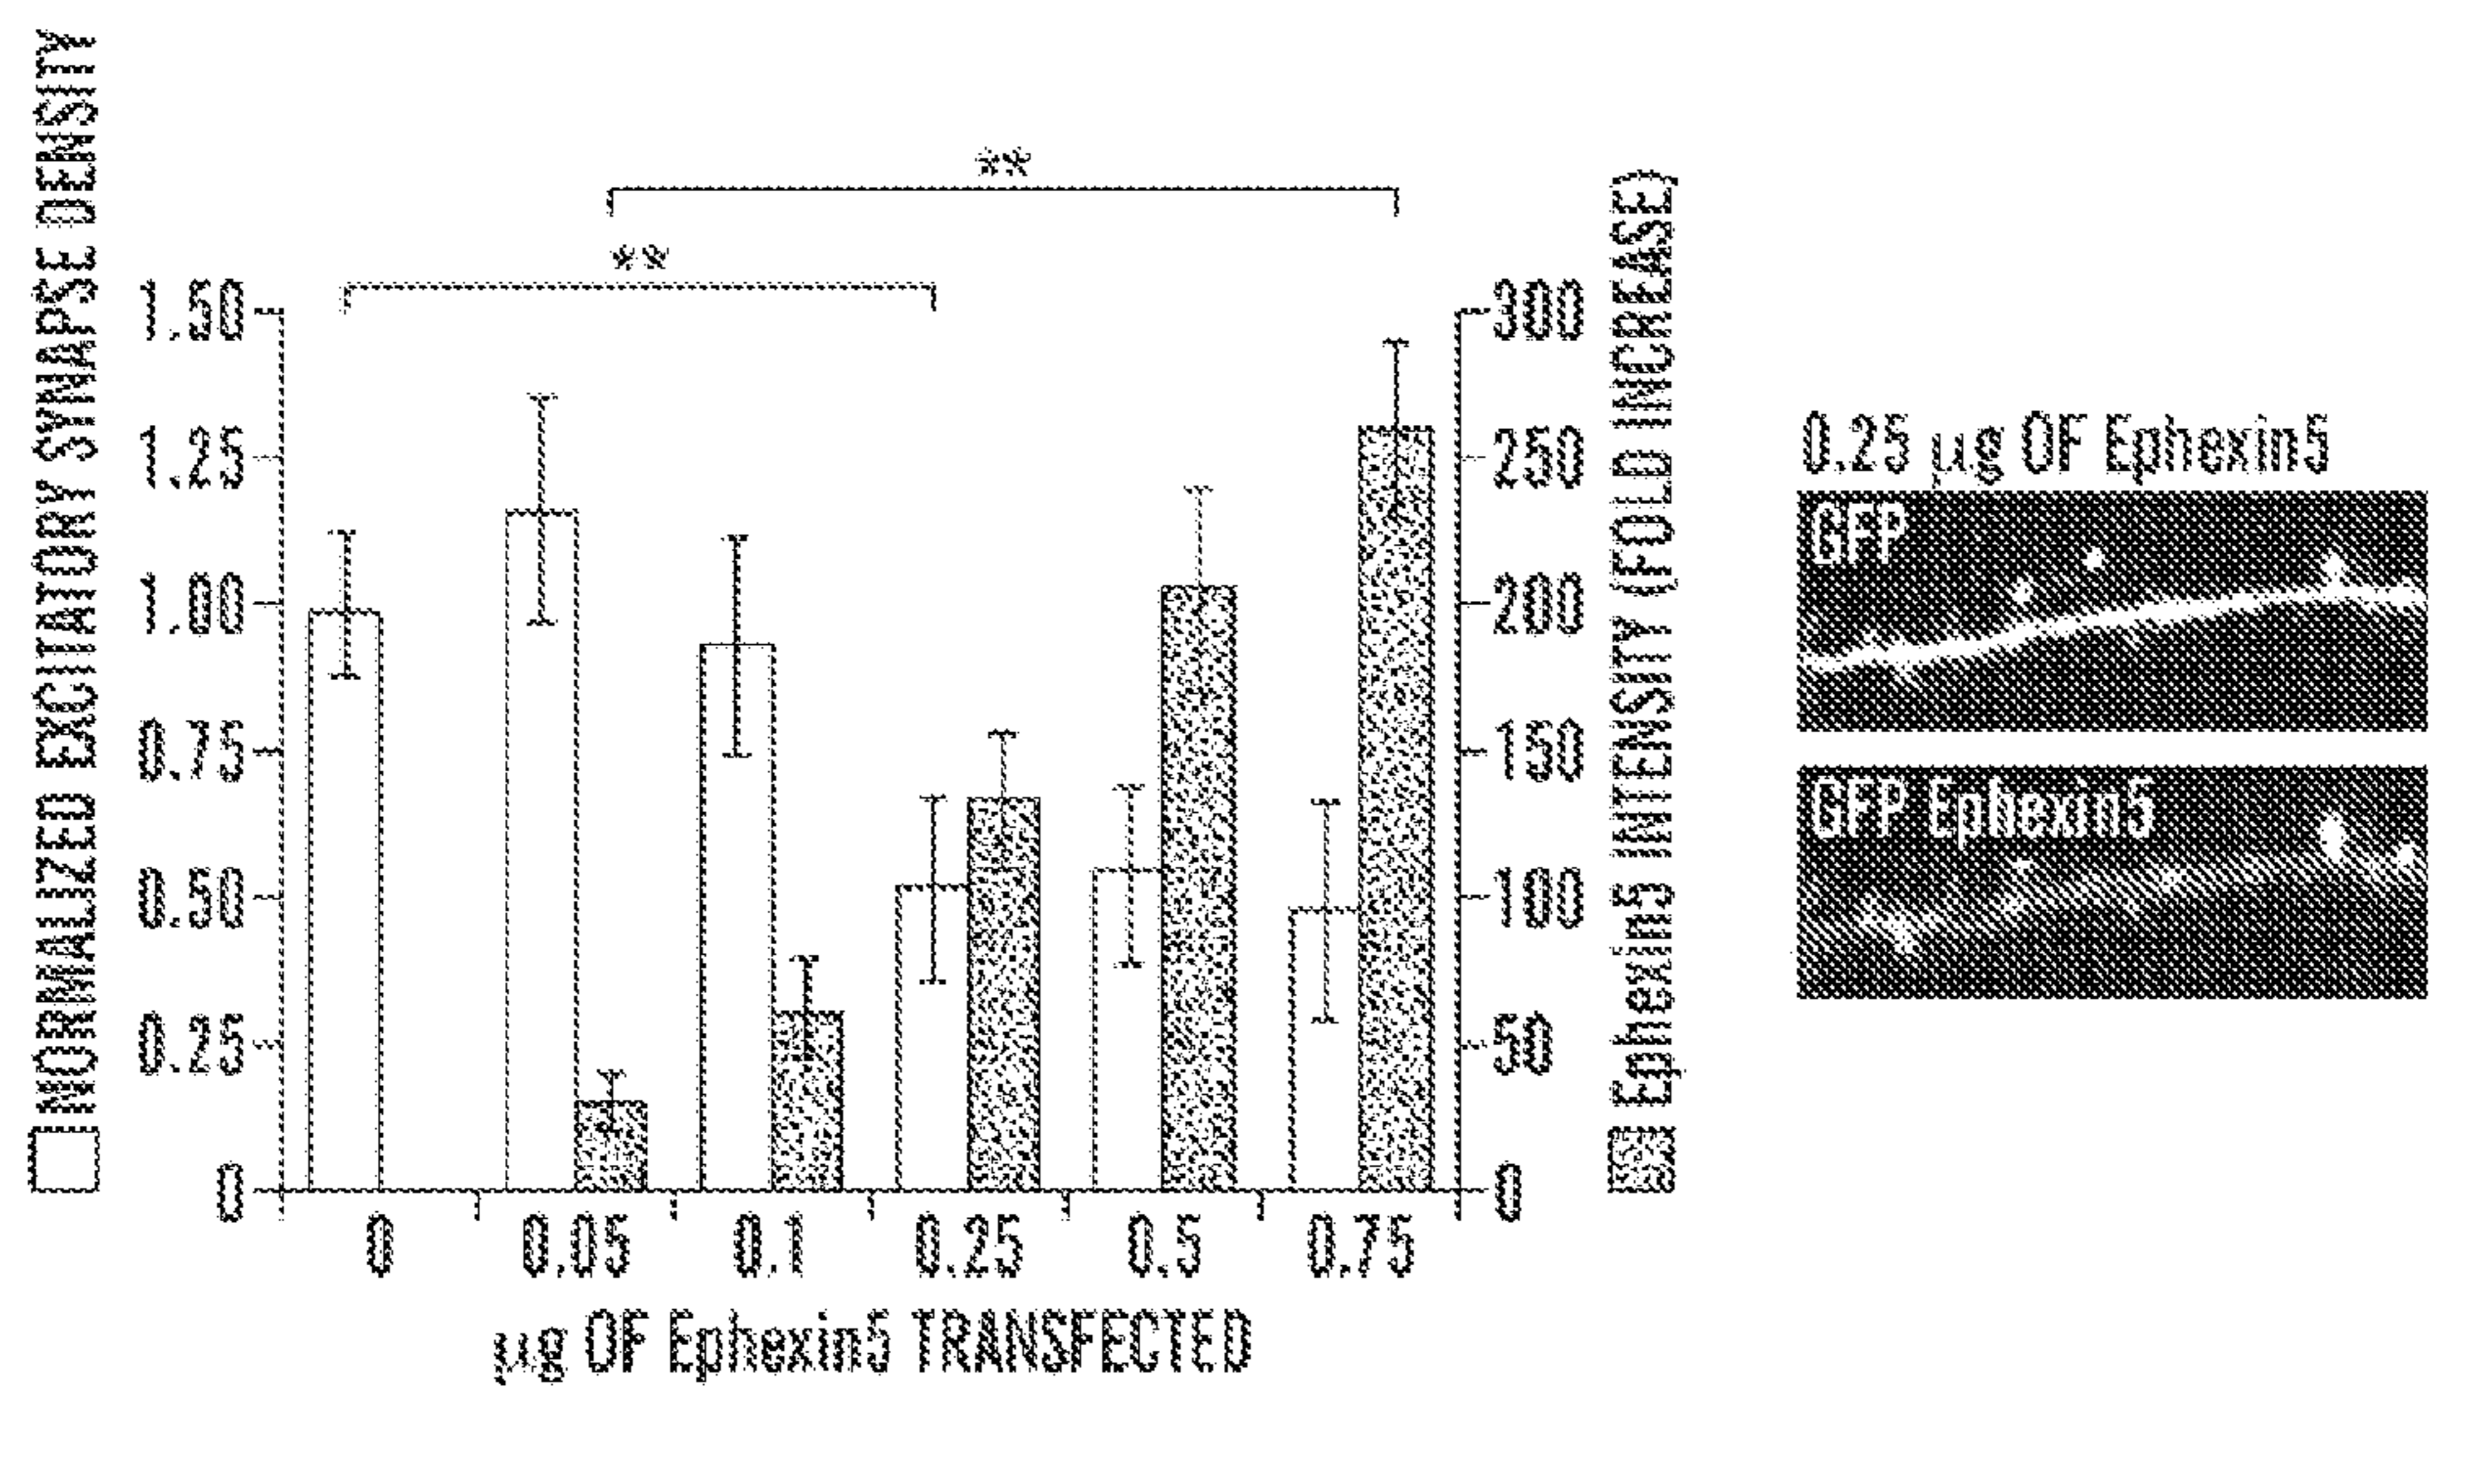 NORMALIZED EXCITATORY SYNAPSE DENSITY
1.50
1.25
1.00
0.75
0.50
0.25
0
**
**
300
250
200
150
100
50
0
Ephexin5 INTENSITY (FOLD INCREASE)
0 0.05 0.1 0.25 0.5 0.75
µg OF Ephexin5 TRANSFECTED
0.25 µg OF Ephexin5
GFP
GFP Ephexin5